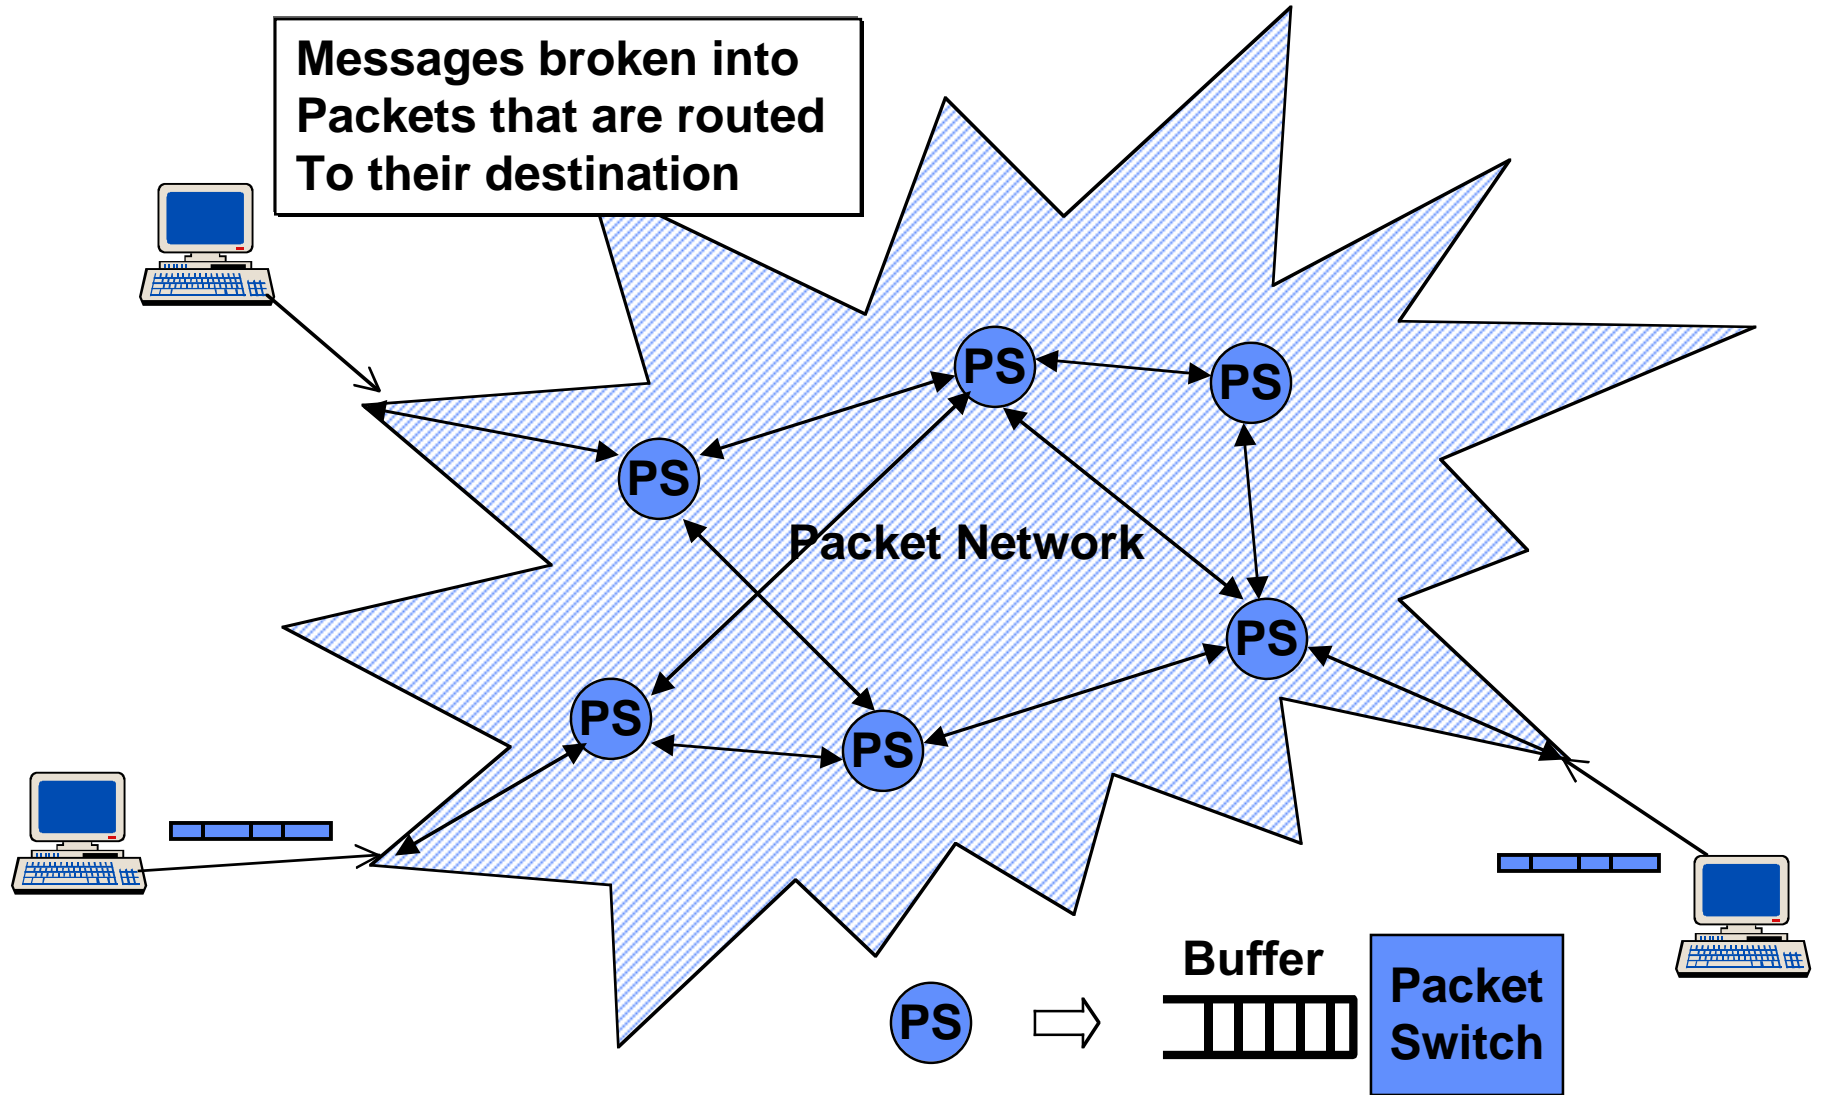 Messages broken into
Packets that are routed
To their destination
PS
PS
PS
Packet Network
PS
PS
PS
Buffer
PS
Packet
Switch